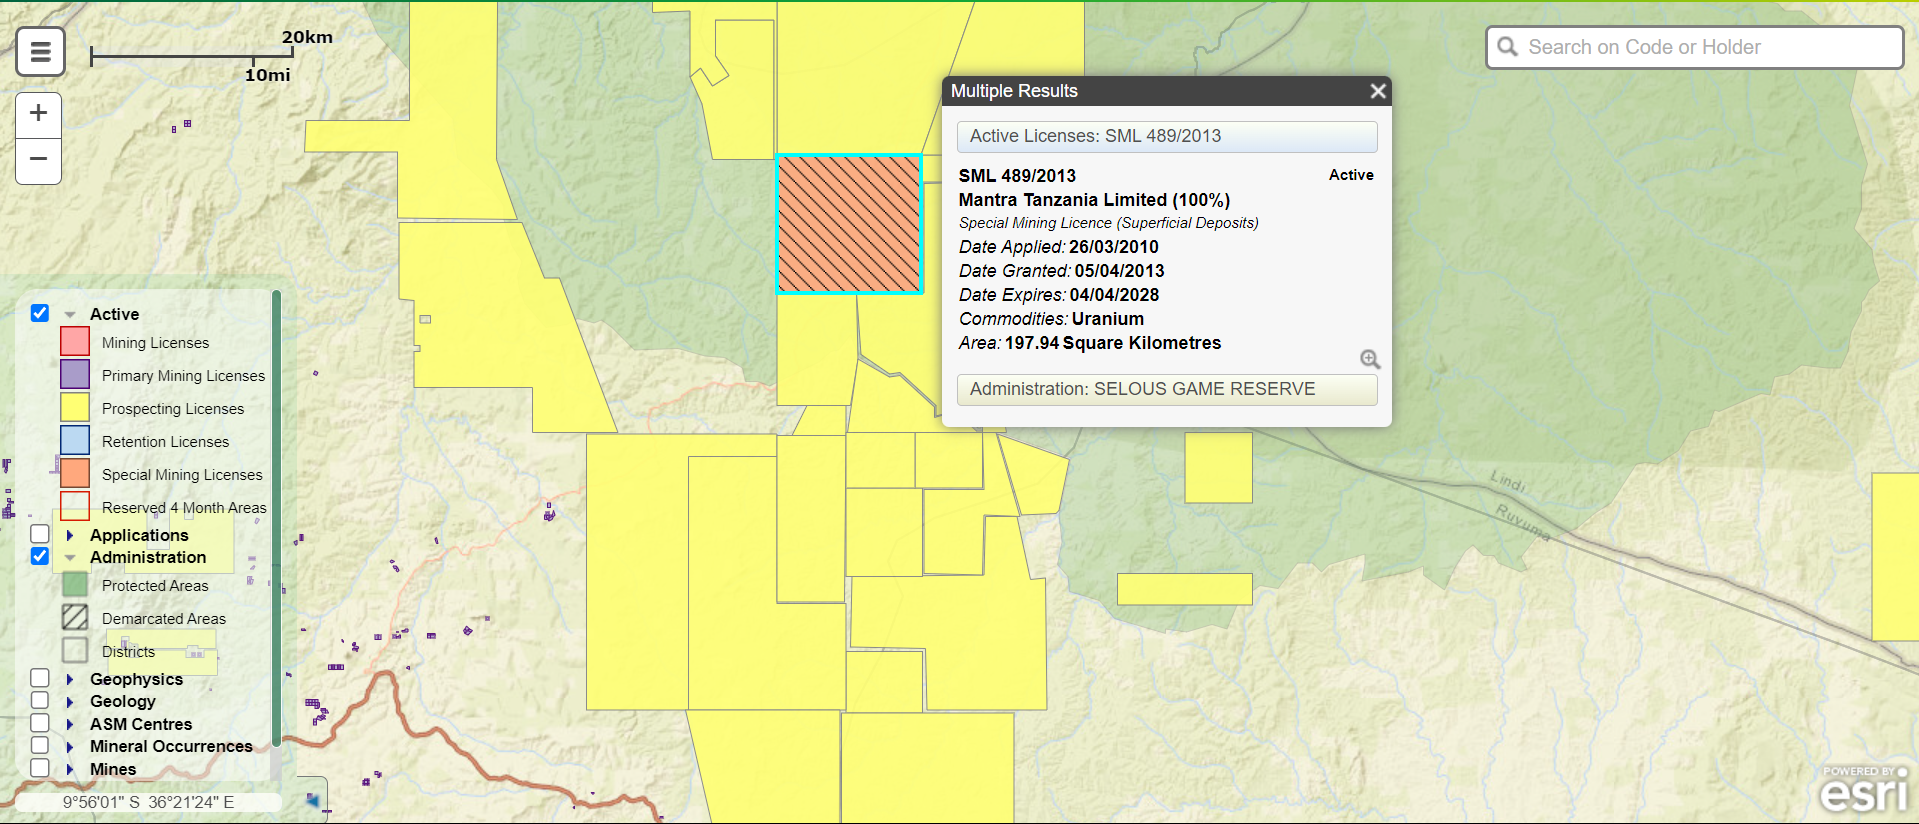 20km
10mi
Search on Code or Holder
+
−
Multiple Results
Active Licenses: SML 489/2013
SML 489/2013 Active
Mantra Tanzania Limited (100%)
Special Mining Licence (Superficial Deposits)
Date Applied: 26/03/2010
Date Granted: 05/04/2013
Date Expires: 04/04/2028
Commodities: Uranium
Area: 197.94 Square Kilometres
Administration: SELOUS GAME RESERVE
Active
Mining Licenses
Primary Mining Licenses
Prospecting Licenses
Retention Licenses
Special Mining Licenses
Reserved 4 Month Areas
Applications
Administration
Protected Areas
Demarcated Areas
Districts
Geophysics
Geology
ASM Centres
Mineral Occurrences
Mines
9°56'01" S 36°21'24" E
Lindi
Ruvuma
POWERED BY
esri